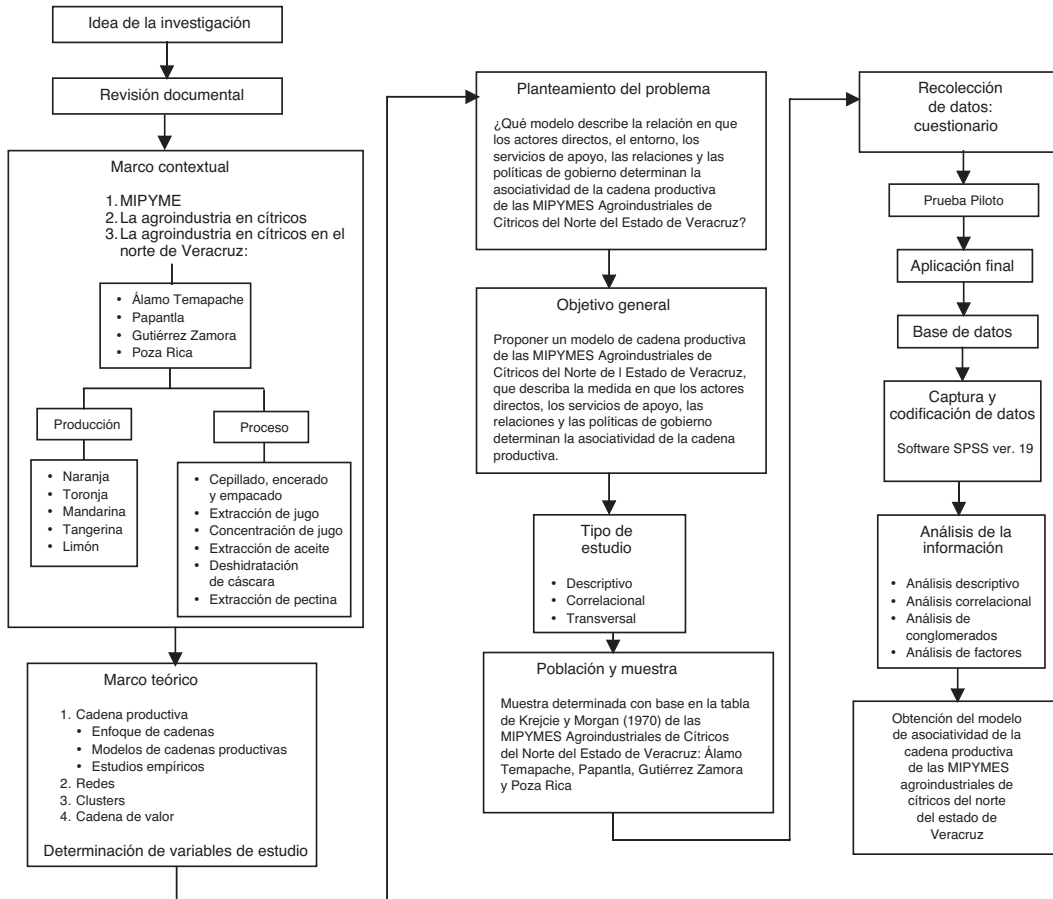 Idea de la investigación
Revisión documental
Marco contextual
1. MIPYME
2. La agroindustria en cítricos
3. La agroindustria en cítricos en el
norte de Veracruz:
• Álamo Temapache
• Papantla
• Gutiérrez Zamora
• Poza Rica
Producción
• Naranja
• Toronja
• Mandarina
• Tangerina
• Limón
Proceso
• Cepillado, encerado
y empacado
• Extracción de jugo
• Concentración de jugo
• Extracción de aceite
• Deshidratación
de cáscara
• Extracción de pectina
Marco teórico
1. Cadena productiva
• Enfoque de cadenas
• Modelos de cadenas productivas
• Estudios empíricos
2. Redes
3. Clusters
4. Cadena de valor
Determinación de variables de estudio
Planteamiento del problema
¿Qué modelo describe la relación en que
los actores directos, el entorno, los
servicios de apoyo, las relaciones y las
políticas de gobierno determinan la
asociatividad de la cadena productiva
de las MIPYMES Agroindustriales de
Cítricos del Norte del Estado de Veracruz?
Objetivo general
Proponer un modelo de cadena productiva
de las MIPYMES Agroindustriales de
Cítricos del Norte de l Estado de Veracruz,
que describa la medida en que los actores
directos, los servicios de apoyo, las
relaciones y las políticas de gobierno
determinan la asociatividad de la cadena
productiva.
Tipo de
estudio
• Descriptivo
• Correlacional
• Transversal
Población y muestra
Muestra determinada con base en la tabla
de Krejcie y Morgan (1970) de las
MIPYMES Agroindustriales de Cítricos
del Norte del Estado de Veracruz: Álamo
Temapache, Papantla, Gutiérrez Zamora
y Poza Rica
Recolección
de datos:
cuestionario
Prueba Piloto
Aplicación final
Base de datos
Captura y
codificación de datos
Software SPSS ver. 19
Análisis de la
información
• Análisis descriptivo
• Análisis correlacional
• Análisis de
conglomerados
• Análisis de factores
Obtención del modelo
de asociatividad de la
cadena productiva
de las MIPYMES
agroindustriales de
cítricos del norte
del estado de
Veracruz